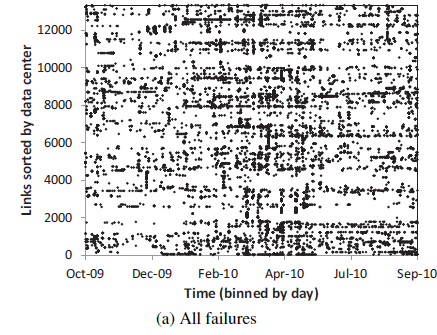 12000
10000
8000
6000
4000
2000
0
Links sorted by data center
Oct-09 Dec-09 Feb-10 Apr-10 Jul-10 Sep-10
Time (binned by day)
(a) All failures